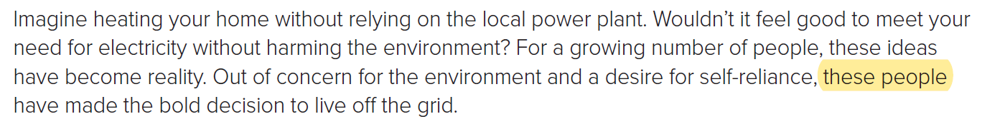 Imagine heating your home without relying on the local power plant. Wouldn’t it feel good to meet your
need for electricity without harming the environment? For a growing number of people, these ideas
have become reality. Out of concern for the environment and a desire for self-reliance, these people
have made the bold decision to live off the grid.